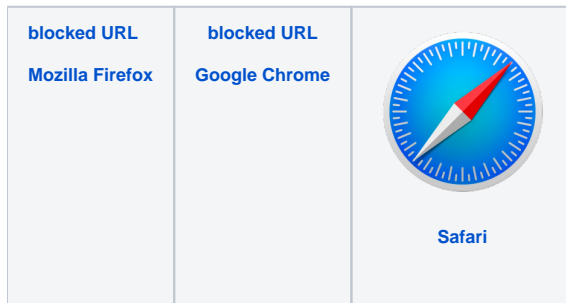 blocked URL
Mozilla Firefox
blocked URL
Google Chrome
Safari